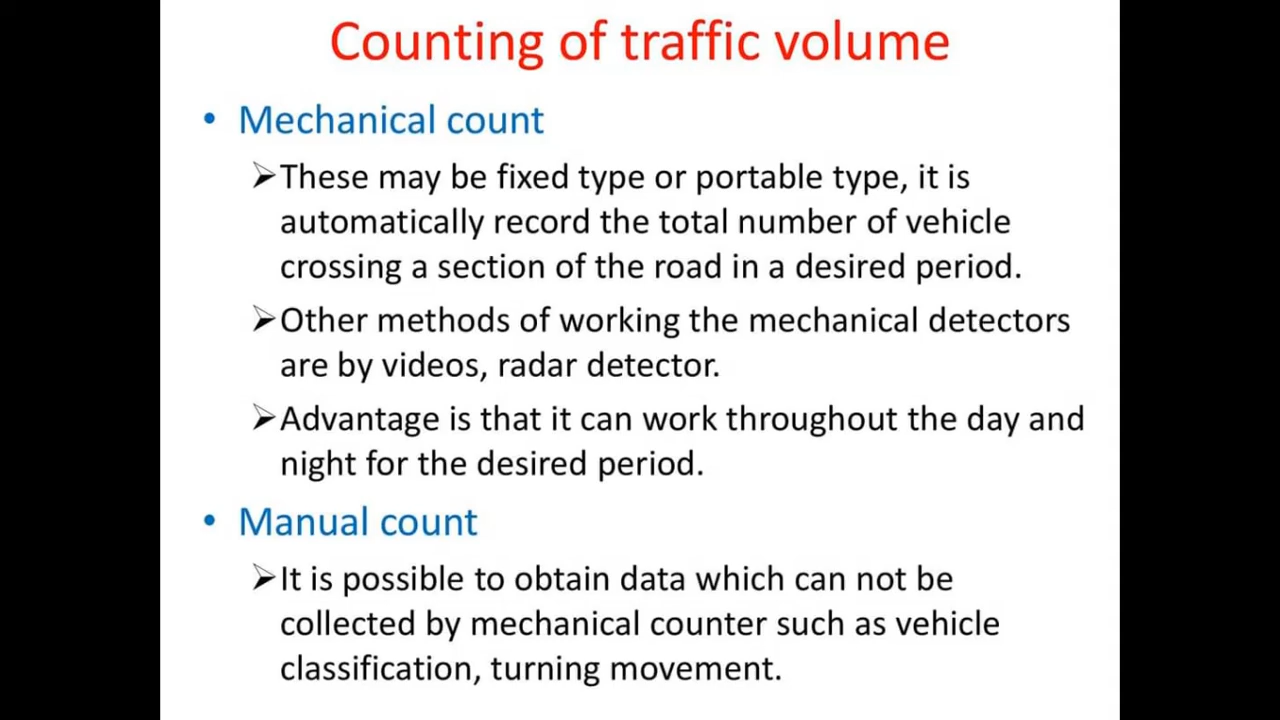 Counting of traffic volume
• Mechanical count
➢These may be fixed type or portable type, it is
automatically record the total number of vehicle
crossing a section of the road in a desired period.
➢Other methods of working the mechanical detectors
are by videos, radar detector.
➢Advantage is that it can work throughout the day and
night for the desired period.
• Manual count
➢It is possible to obtain data which can not be
collected by mechanical counter such as vehicle
classification, turning movement.